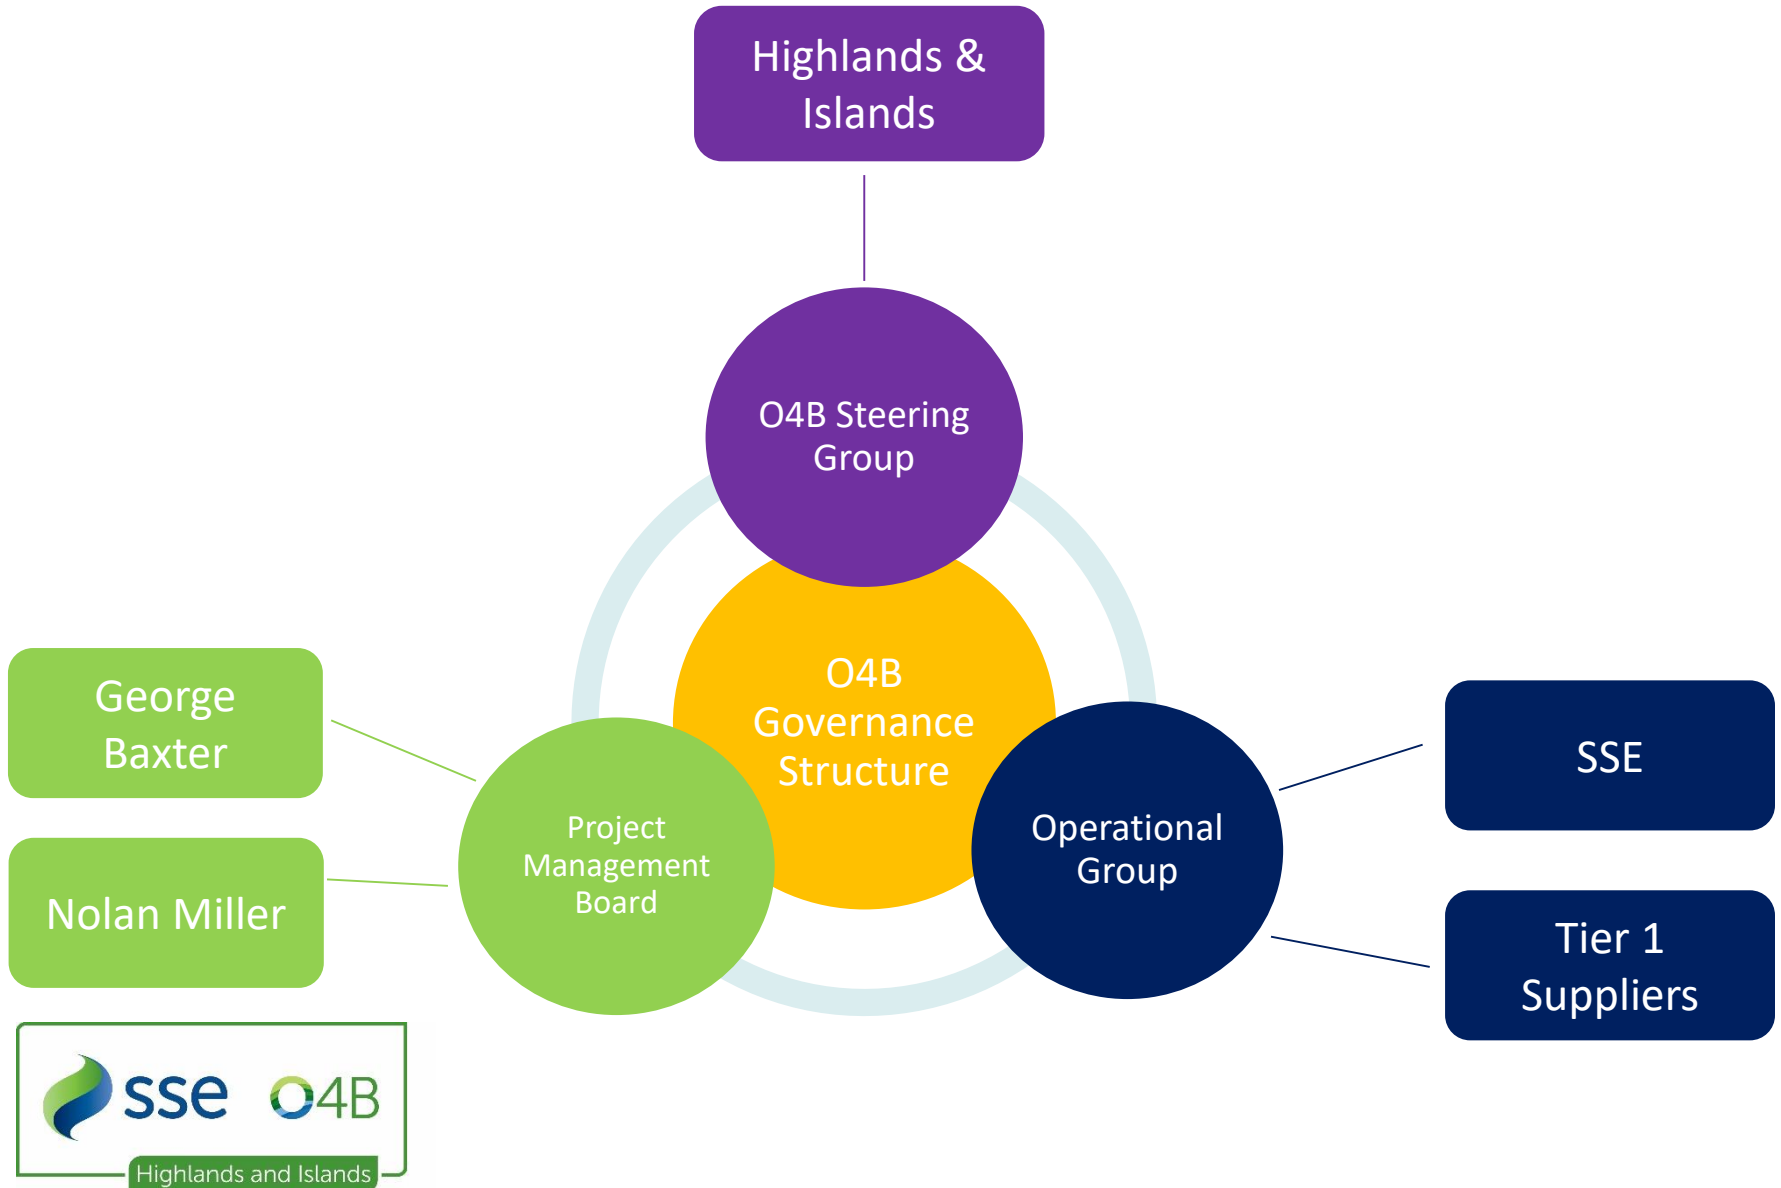 Highlands &
Islands
O4B Steering
Group
O4B
Governance
Structure
George
Baxter
Nolan Miller
Project
Management
Board
Operational
Group
SSE
Tier 1
Suppliers
sse O4B
Highlands and Islands